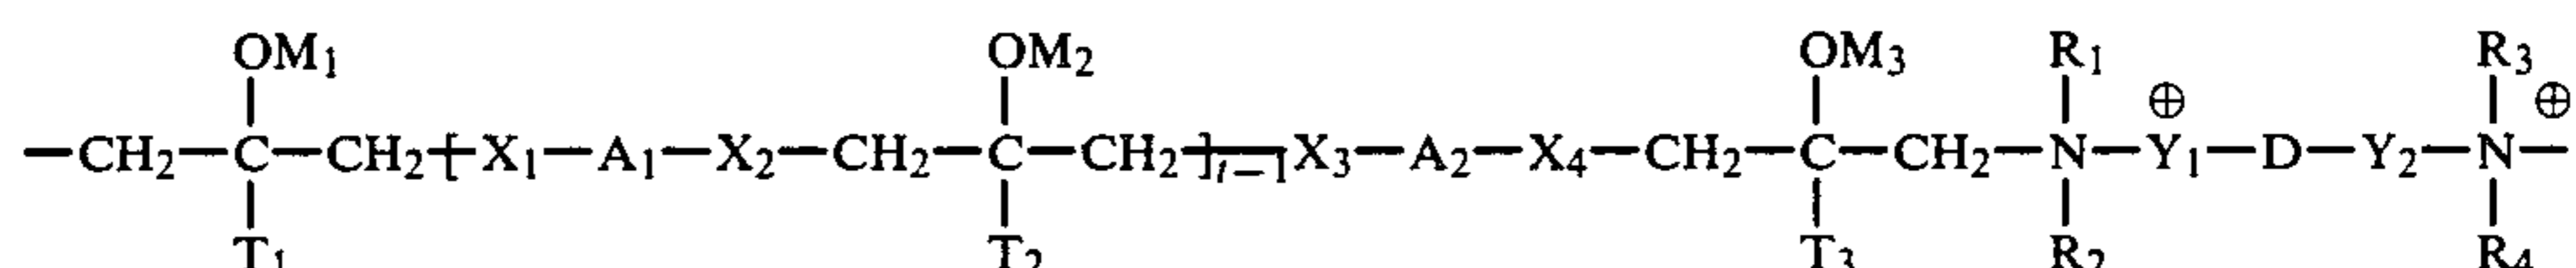 OM₁ OM₂ OM₃ R₁ R₃
⊕ ⊕
—CH₂—C—CH₂—[X₁—A₁—X₂—CH₂—C—CH₂—]ₜ₋₁—X₃—A₂—X₄—CH₂—C—CH₂—N—Y₁—D—Y₂—N—
T₁ T₂ T₃ R₂ R₄